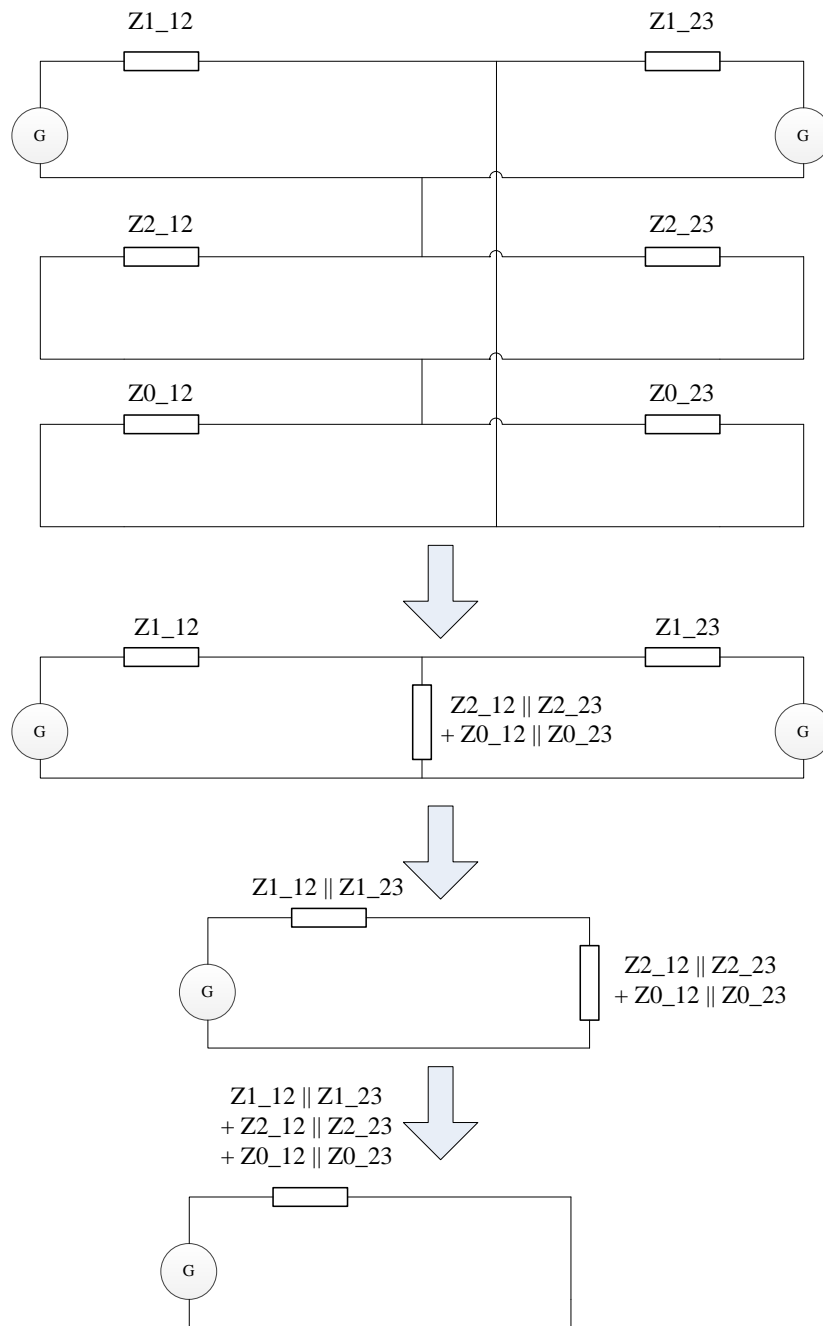 Z1_12
Z1_23
G
G
Z2_12
Z2_23
Z0_12
Z0_23
Z1_12
Z1_23
G
Z2_12 || Z2_23
+ Z0_12 || Z0_23
G
Z1_12 || Z1_23
G
Z2_12 || Z2_23
+ Z0_12 || Z0_23
Z1_12 || Z1_23
+ Z2_12 || Z2_23
+ Z0_12 || Z0_23
G